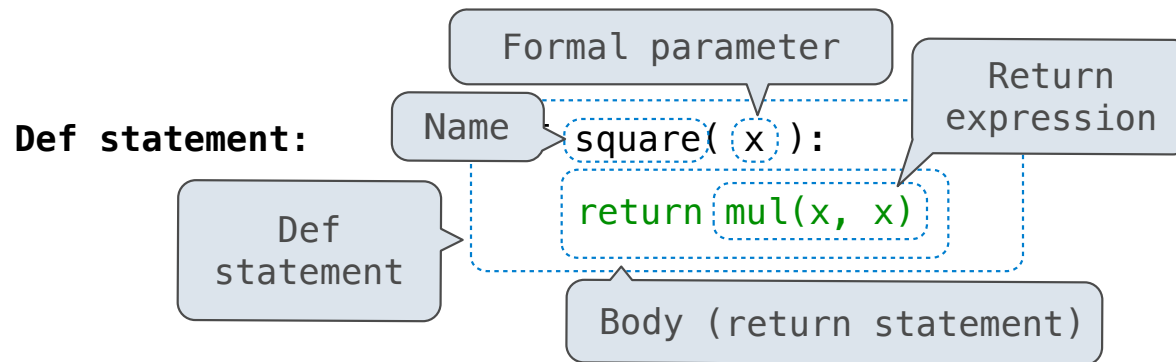 Formal parameter
Return
expression
Def statement:
Name
square( x ):
Def
statement
return mul(x, x)
Body (return statement)